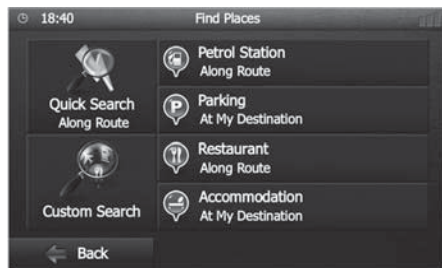 18:40
Find Places
Quick Search
Along Route
Custom Search
Petrol Station
Along Route
P
Parking
At My Destination
Restaurant
Along Route
Accommodation
At My Destination
Back